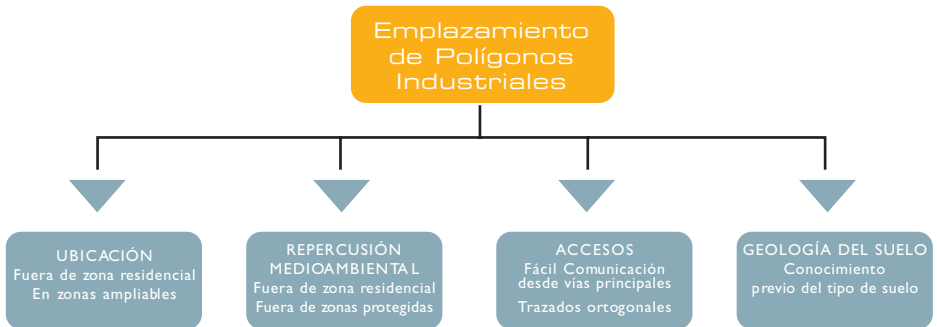 Emplazamiento
de Polígonos
Industriales
UBICACIÓN
Fuera de zona residencial
En zonas ampliables
REPERCUSIÓN
MEDIOAMBIENTAL
Fuera de zona residencial
Fuera de zonas protegidas
ACCESOS
Fácil Comunicación
desde vías principales
Trazados ortogonales
GEOLOGÍA DEL SUELO
Conocimiento
previo del tipo de suelo